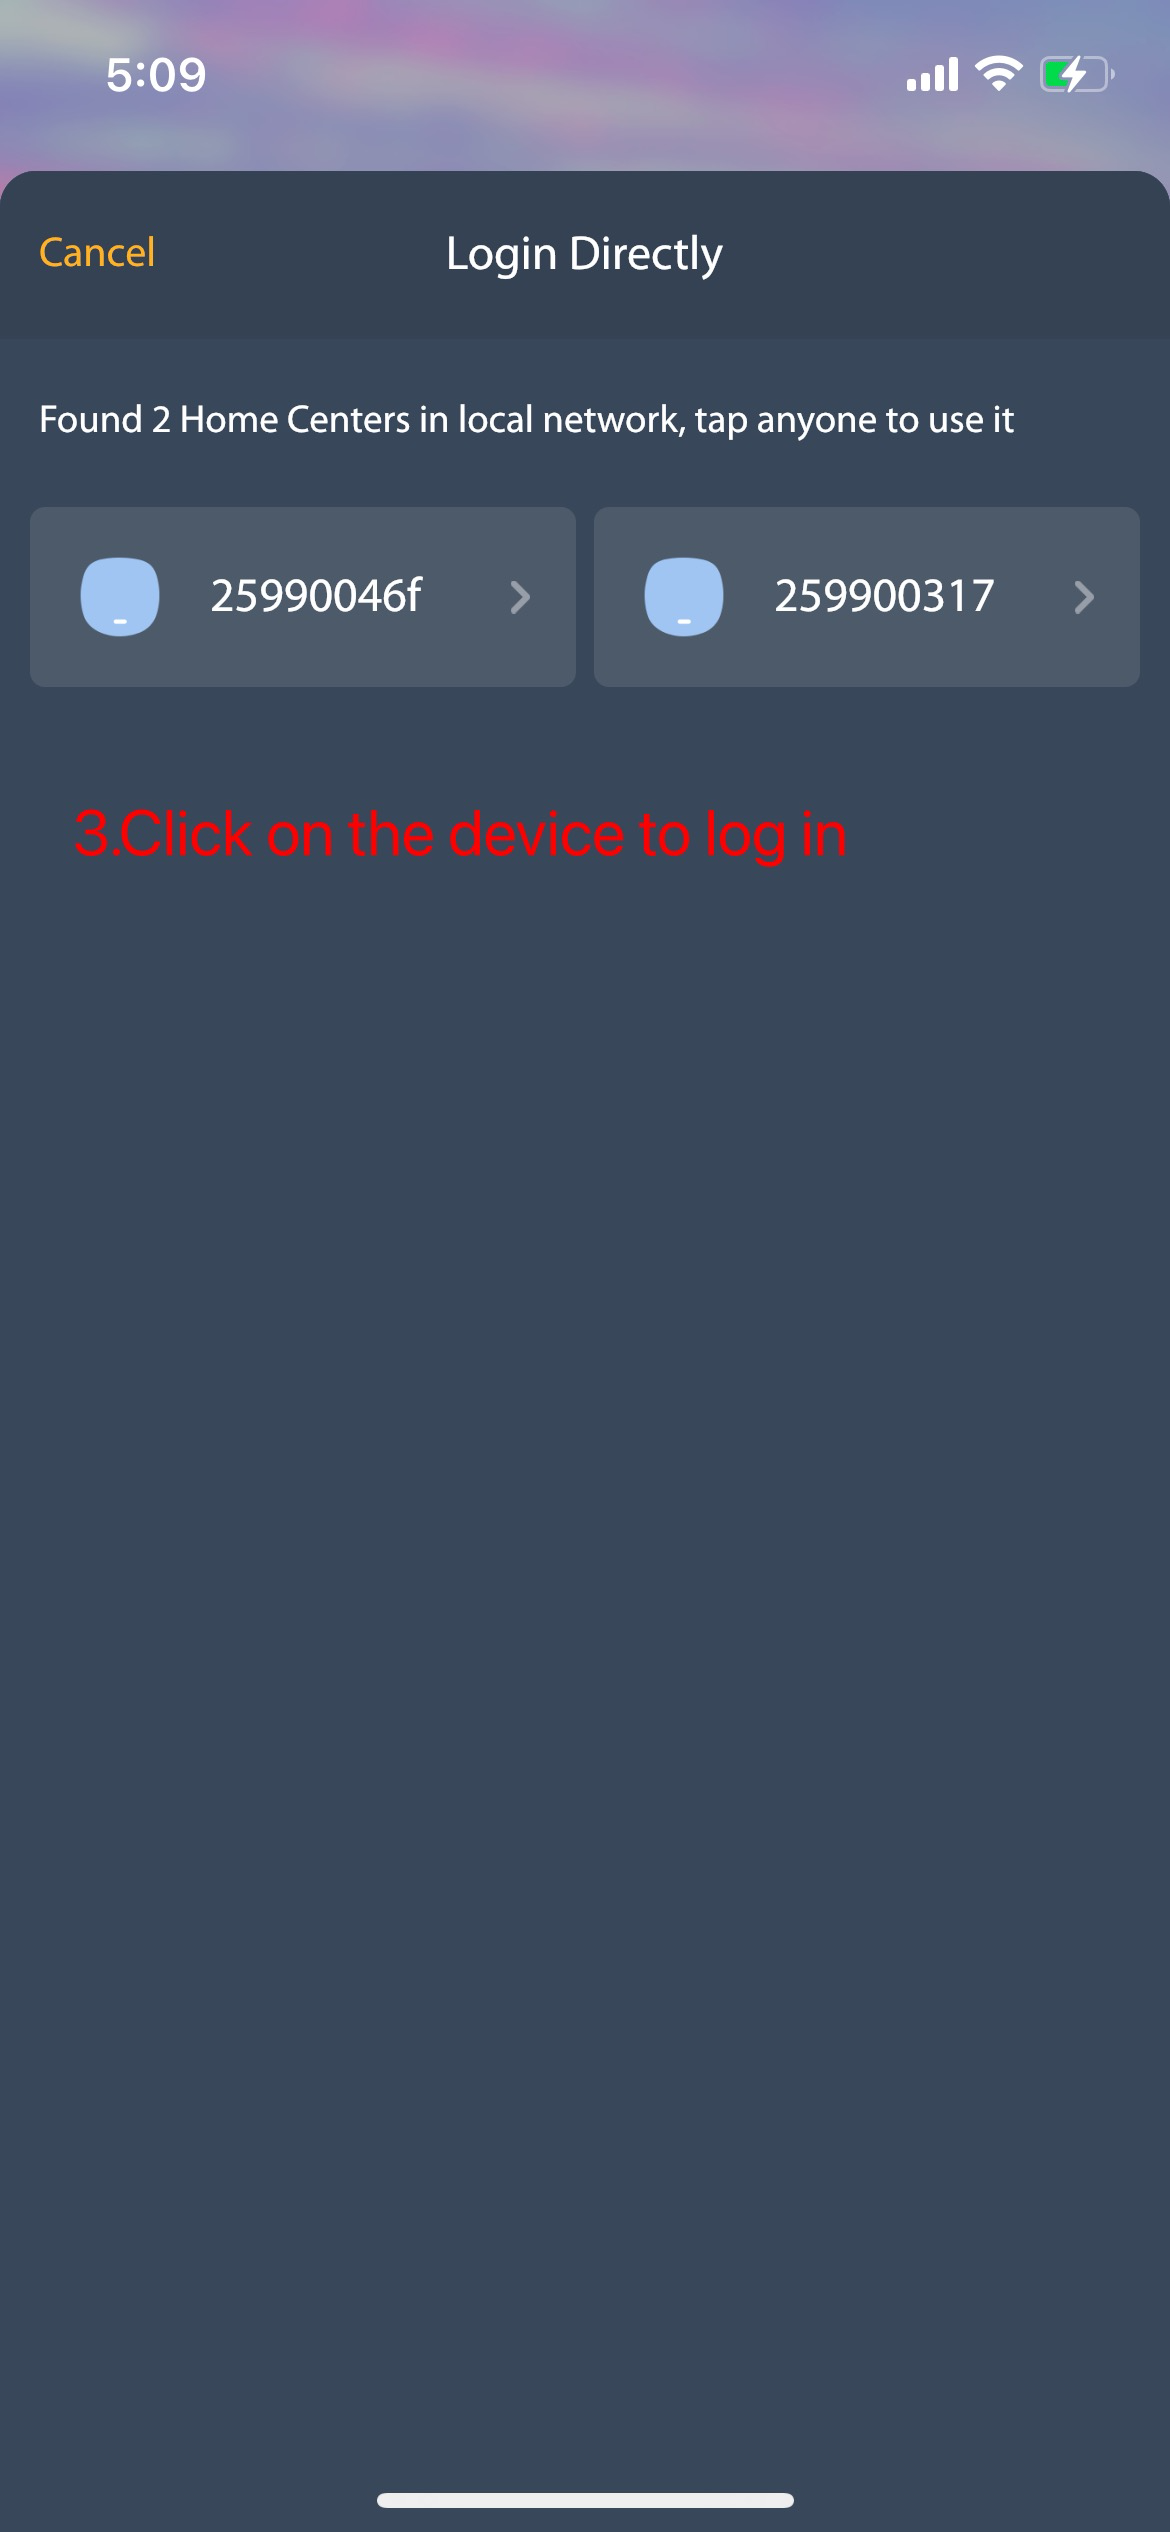 5:09
Cancel
Login Directly
Found 2 Home Centers in local network, tap anyone to use it
25990046f
259900317
3.Click on the device to log in